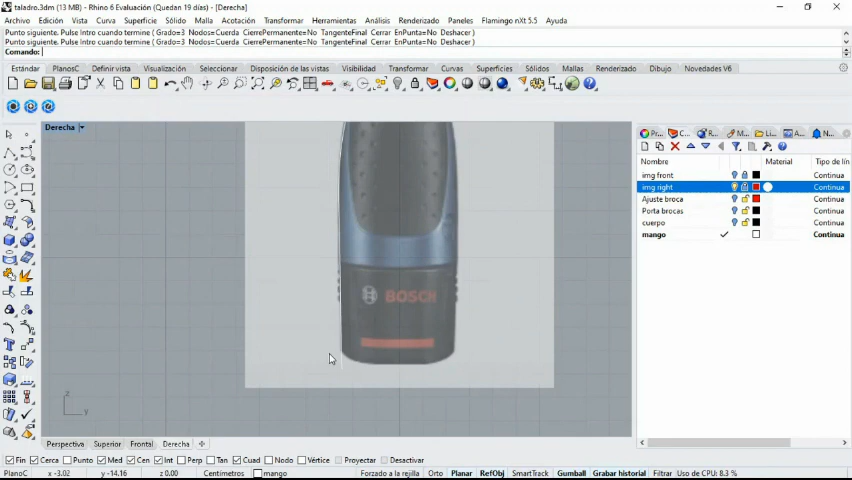 taladro.3dm (13 MB) - Rhino 6 Evaluación (Quedan 19 días) - [Derecha]
Archivo Edición Vista Curva Superficie Sólido Malla Acotación Transformar Herramientas Análisis Renderizado Paneles Flamingo nXt 5.5 Ayuda
Punto siguiente. Pulse Intro cuando termine ( Grado=3 Nodos=Cuerda CierrePermanente=No TangenteFinal Cerrar EnPunta=No Deshacer )
Punto siguiente. Pulse Intro cuando termine ( Grado=3 Nodos=Cuerda CierrePermanente=No TangenteFinal Cerrar EnPunta=No Deshacer )
Comando:
Estándar PlanosC Definir vista Visualización Seleccionar Disposición de las vistas Visibilidad Transformar Curvas Superficies Sólidos Mallas Renderizado Dibujo Novedades V6
Derecha
Nombre Material Tipo de lín
img front Continua
img right Continua
Ajuste broca Continua
Porta brocas Continua
cuerpo Continua
mango Continua
BOSCH
z
y
Perspectiva Superior Frontal Derecha
Fin Cerca Punto Med Cen Int Perp Tan Cuad Nodo Vértice Proyectar Desactivar
PlanoC x -3.02 y -14.16 z 0.00 Centímetros mango Forzado a la rejilla Orto Planar RefObj SmartTrack Gumball Grabar historial Filtrar Uso de CPU: 8.3 %